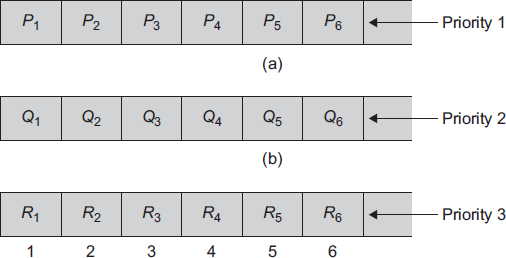 P₁ P₂ P₃ P₄ P₅ P₆ Priority 1
(a)
Q₁ Q₂ Q₃ Q₄ Q₅ Q₆ Priority 2
(b)
R₁ R₂ R₃ R₄ R₅ R₆ Priority 3
1 2 3 4 5 6